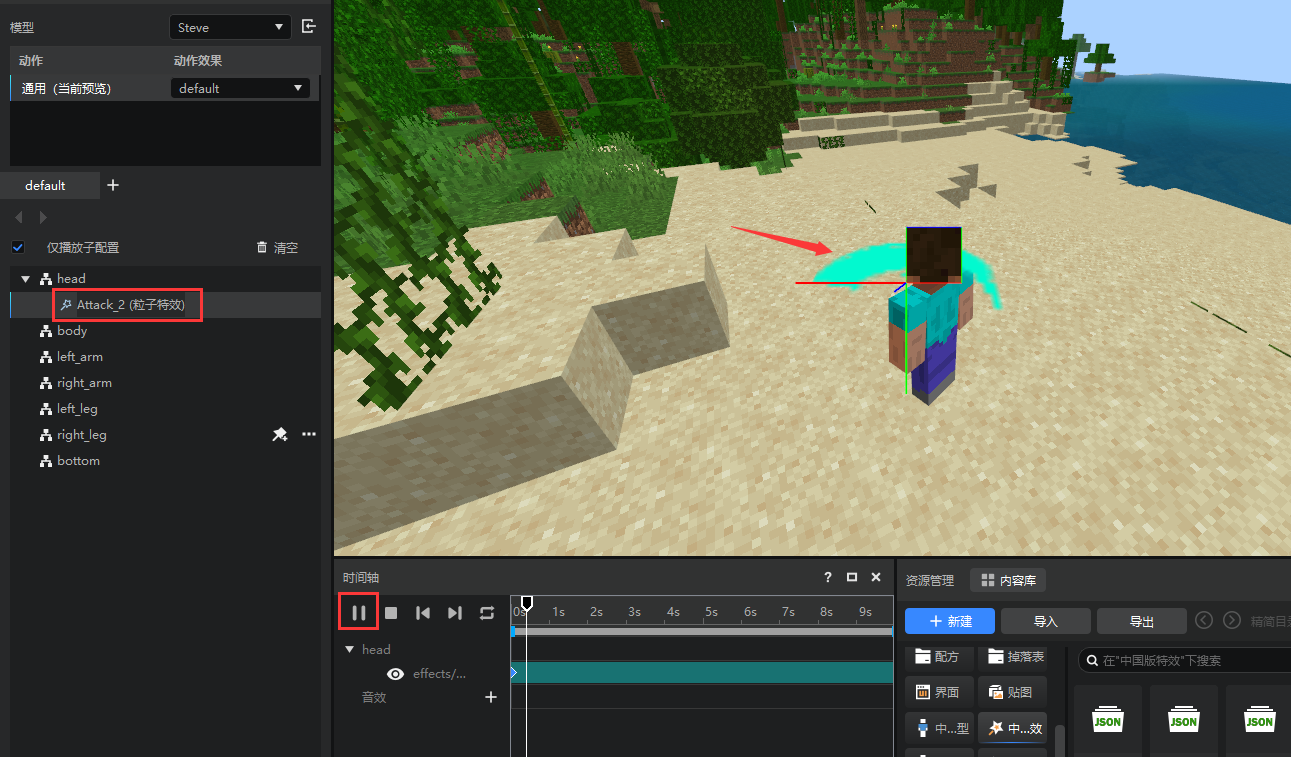 模型
Steve
动作
动作效果
通用（当前预览）
default
default
仅播放子配置
清空
head
Attack_2 (粒子特效)
body
left_arm
right_arm
left_leg
right_leg
bottom
时间轴
?
0s 1s 2s 3s 4s 5s 6s 7s 8s 9s
head
effects/...
音效
资源管理
内容库
新建
导入
导出
配方
掉落表
界面
贴图
中...型
中...效
在"中国版特效"下搜索
JSON
JSON
JSON